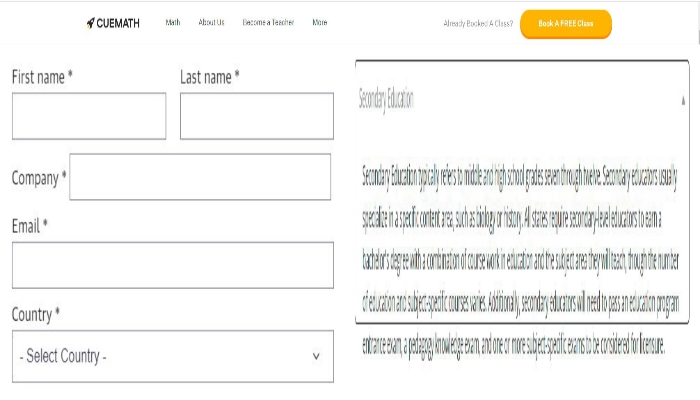 CUEMATH
Math About Us Become a Teacher More
Already Booked A Class? Book A FREE Class
First name * Last name *
Company *
Email *
Country *
- Select Country -
Secondary Education
Secondary Education typically refers to middle and high school grades seven through twelve. Secondary educators usually
specialize in a specific content area, such as biology or history. All states require secondary-level educators to earn a
bachelor's degree with a combination of course work in education and the subject area they will teach, through the number
of education and subject-specific courses varies. Additionally, secondary educators will need to pass an education program
entrance exam, a pedagogy knowledge exam, and one or more subject-specific exams to be considered for licensure.